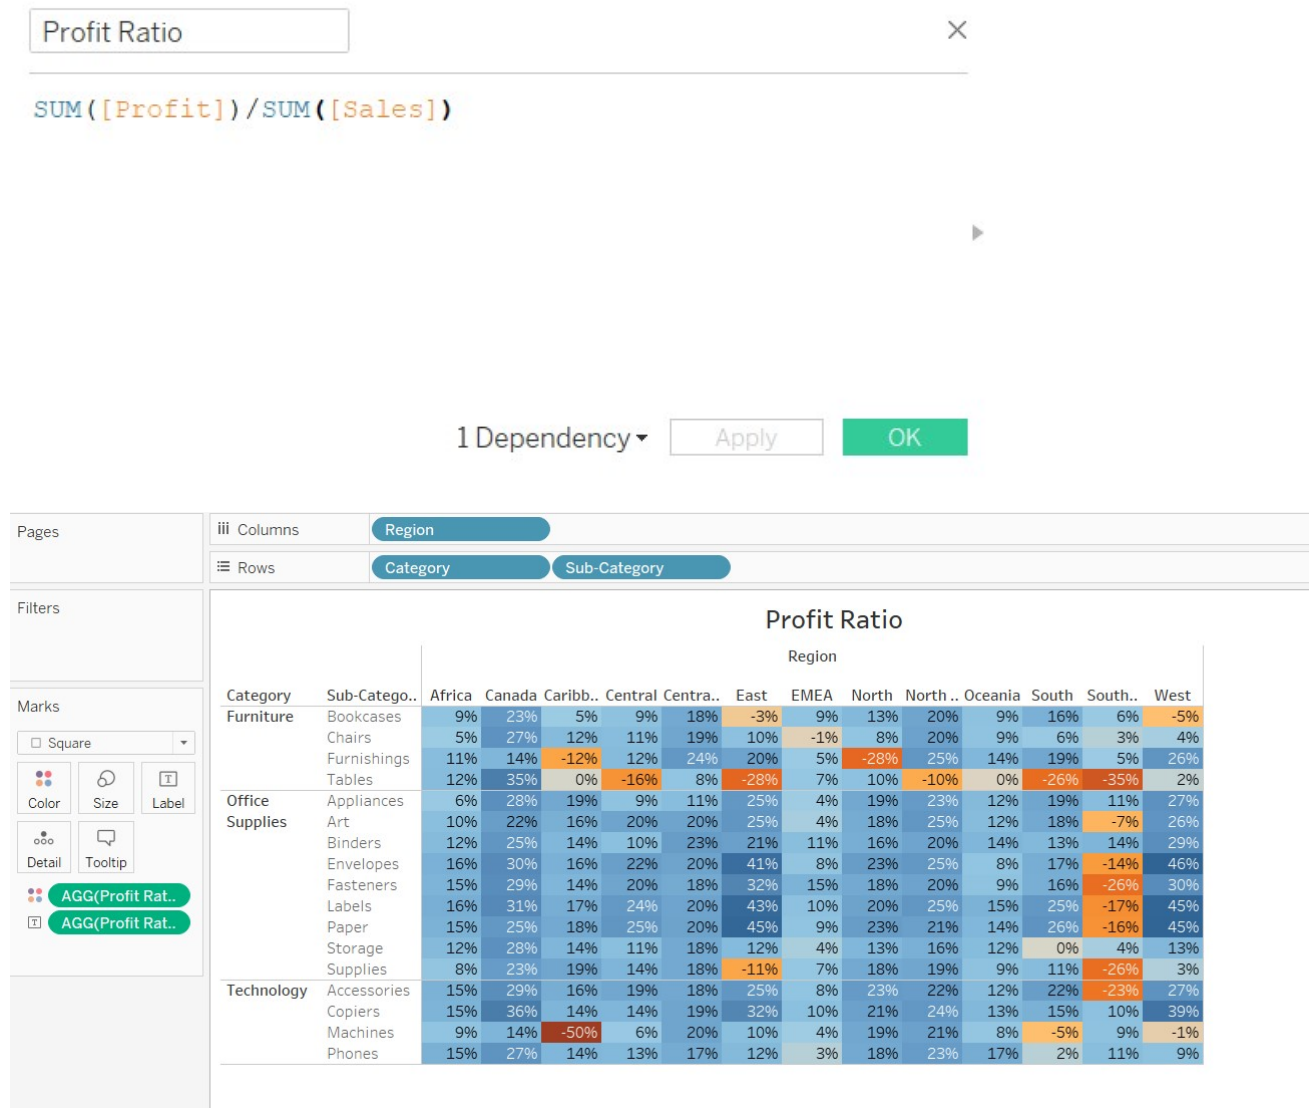 Profit Ratio
SUM([Profit])/SUM([Sales])
1 Dependency Apply OK
Pages
Columns Region
Rows Category Sub-Category
Filters
Profit Ratio
Region
Category Sub-Catego.. Africa Canada Caribb.. Central Centra.. East EMEA North North .. Oceania South South.. West
Marks
Square
Color Size Label
Detail Tooltip
AGG(Profit Rat..
T AGG(Profit Rat..
Furniture Bookcases 9% 23% 5% 9% 18% -3% 9% 13% 20% 9% 16% 6% -5%
Chairs 5% 27% 12% 11% 19% 10% -1% 8% 20% 9% 6% 3% 4%
Furnishings 11% 14% -12% 12% 24% 20% 5% -28% 25% 14% 19% 5% 26%
Tables 12% 35% 0% -16% 8% -28% 7% 10% -10% 0% -26% -35% 2%
Office Supplies Appliances 6% 28% 19% 9% 11% 25% 4% 19% 23% 12% 19% 11% 27%
Art 10% 22% 16% 20% 20% 25% 4% 18% 25% 12% 18% -7% 26%
Binders 12% 25% 14% 10% 23% 21% 11% 16% 20% 14% 13% 14% 29%
Envelopes 16% 30% 16% 22% 20% 41% 8% 23% 25% 8% 17% -14% 46%
Fasteners 15% 29% 14% 20% 18% 32% 15% 18% 20% 9% 16% -26% 30%
Labels 16% 31% 17% 24% 20% 43% 10% 20% 25% 15% 25% -17% 45%
Paper 15% 25% 18% 25% 20% 45% 9% 23% 21% 14% 26% -16% 45%
Storage 12% 28% 14% 11% 18% 12% 4% 13% 16% 12% 0% 4% 13%
Supplies 8% 23% 19% 14% 18% -11% 7% 18% 19% 9% 11% -26% 3%
Technology Accessories 15% 29% 16% 19% 18% 25% 8% 23% 22% 12% 22% -23% 27%
Copiers 15% 36% 14% 14% 19% 32% 10% 21% 24% 13% 15% 10% 39%
Machines 9% 14% -50% 6% 20% 10% 4% 19% 21% 8% -5% 9% -1%
Phones 15% 27% 14% 13% 17% 12% 3% 18% 23% 17% 2% 11% 9%